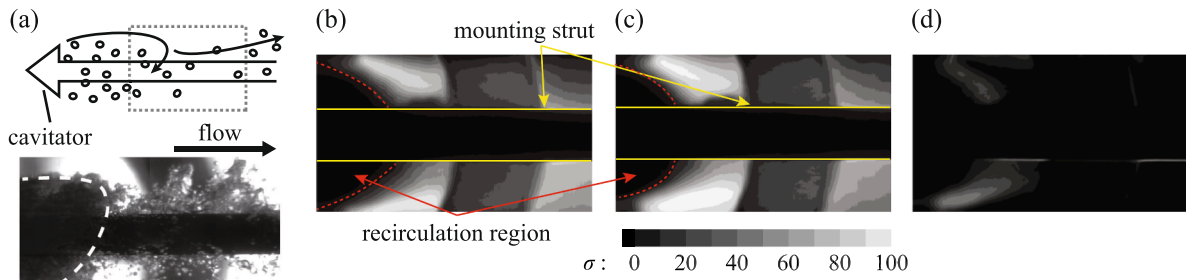 (a)
(b)
(c)
(d)
mounting strut
cavitator
flow
recirculation region
σ : 0 20 40 60 80 100